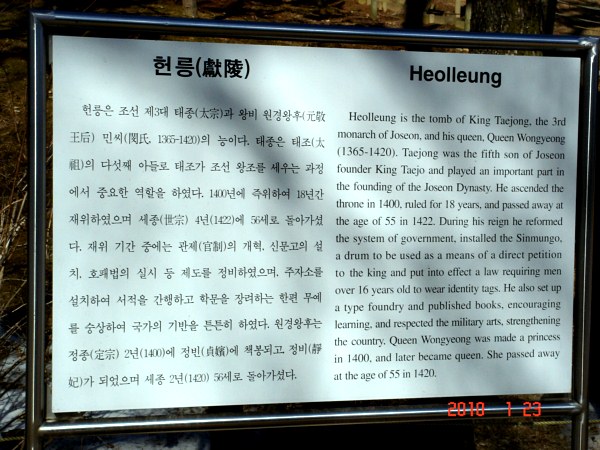 헌릉(獻陵)
헌릉은 조선 제3대 태종(太宗)과 왕비 원경왕후(元敬
王后) 민씨(閔氏, 1365-1420)의 능이다. 태종은 태조(太
祖)의 다섯째 아들로 태조가 조선 왕조를 세우는 과정
에서 중요한 역할을 하였다. 1400년에 즉위하여 18년간
재위하였으며 세종(世宗) 4년(1422)에 56세로 돌아가셨
다. 재위 기간 중에는 관제(官制)의 개혁, 신문고의 설
치, 호패법의 실시 등 제도를 정비하였으며, 주자소를
설치하여 서적을 간행하고 학문을 장려하는 한편 무예
를 숭상하여 국가의 기반을 튼튼히 하였다. 원경왕후는
정종(定宗) 2년(1400)에 정빈(貞嬪)에 책봉되고, 정비(靜
妃)가 되었으며 세종 2년(1420) 56세로 돌아가셨다.
Heolleung
Heolleung is the tomb of King Taejong, the 3rd
monarch of Joseon, and his queen, Queen Wongyeong
(1365-1420). Taejong was the fifth son of Joseon
founder King Taejo and played an important part in
the founding of the Joseon Dynasty. He ascended the
throne in 1400, ruled for 18 years, and passed away
at the age of 55 in 1422. During his reign he reformed
the system of government, installed the Sinmungo,
a drum to be used as a means of a direct petition
to the king and put into effect a law requiring men
over 16 years old to wear identity tags. He also set up
a type foundry and published books, encouraging
learning, and respected the military arts, strengthening
the country. Queen Wongyeong was made a princess
in 1400, and later became queen. She passed away
at the age of 55 in 1420.
2010 1 23